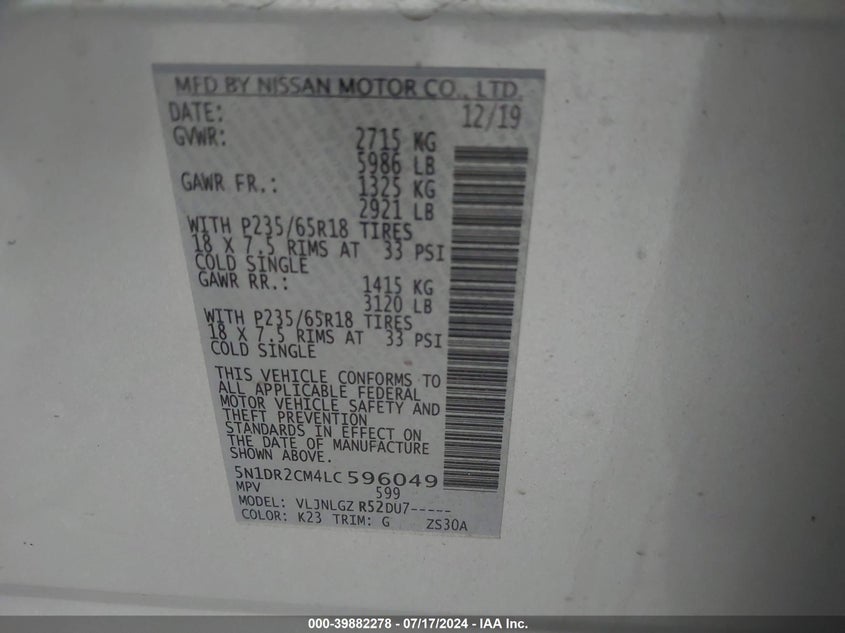 MFD BY NISSAN MOTOR CO., LTD.
DATE: 12/19
GVWR: 2715 KG
5986 LB
GAWR FR.: 1325 KG
2921 LB
WITH P235/65R18 TIRES
18 X 7.5 RIMS AT 33 PSI
COLD SINGLE
GAWR RR.: 1415 KG
3120 LB
WITH P235/65R18 TIRES
18 X 7.5 RIMS AT 33 PSI
COLD SINGLE
THIS VEHICLE CONFORMS TO
ALL APPLICABLE FEDERAL
MOTOR VEHICLE SAFETY AND
THEFT PREVENTION
STANDARDS IN EFFECT ON
THE DATE OF MANUFACTURE
SHOWN ABOVE.
5N1DR2CM4LC 596049
MPV 599
MODEL: VLJNLGZ R52DU7-----
COLOR: K23 TRIM: G ZS30A
000-39882278 - 07/17/2024 - IAA Inc.